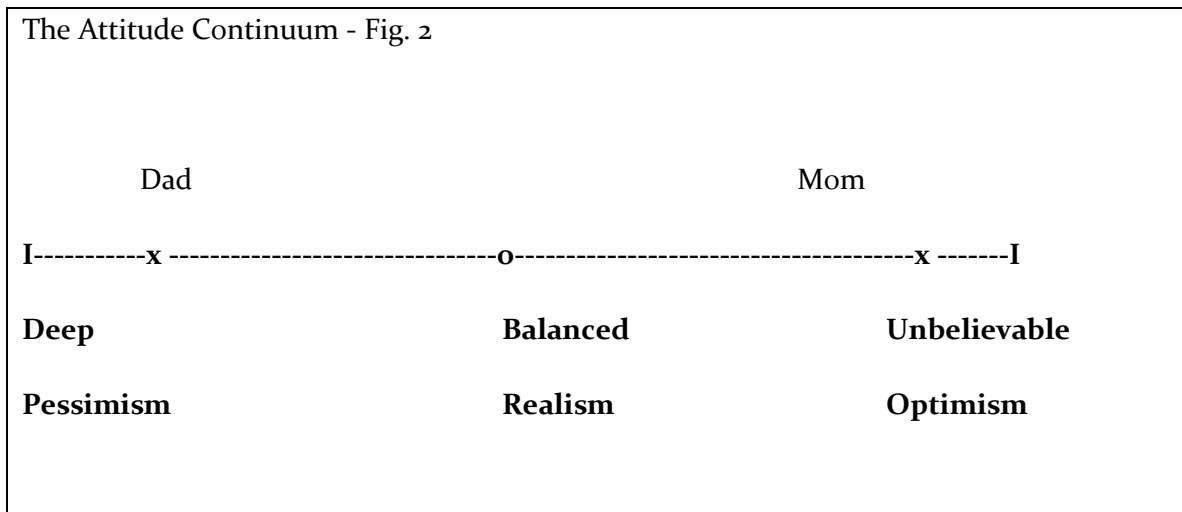 The Attitude Continuum - Fig. 2
Dad Mom
I-----------x --------------------------------o---------------------------------------x -------I
Deep Balanced Unbelievable
Pessimism Realism Optimism